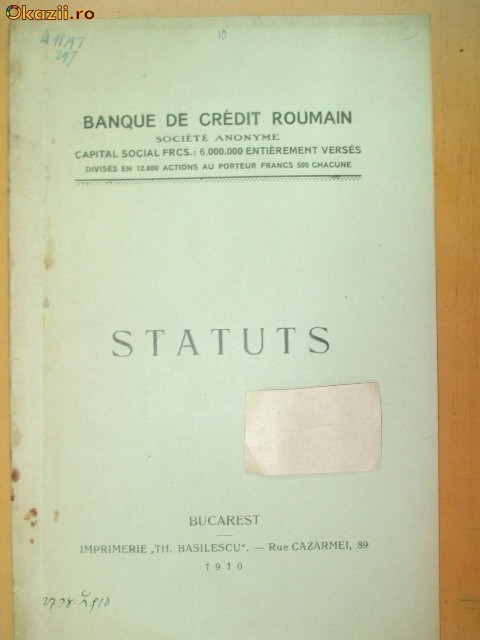 Okazii.ro
10
BANQUE DE CRÉDIT ROUMAIN
SOCIÉTÉ ANONYME
CAPITAL SOCIAL FRCS.: 6.000.000 ENTIÈREMENT VERSÉS
DIVISÉS EN 12.000 ACTIONS AU PORTEUR FRANCS 500 CHACUNE
STATUTS
BUCAREST
IMPRIMERIE „TH. BASILESCU“. — RUE CAZARMEI, 89
1910